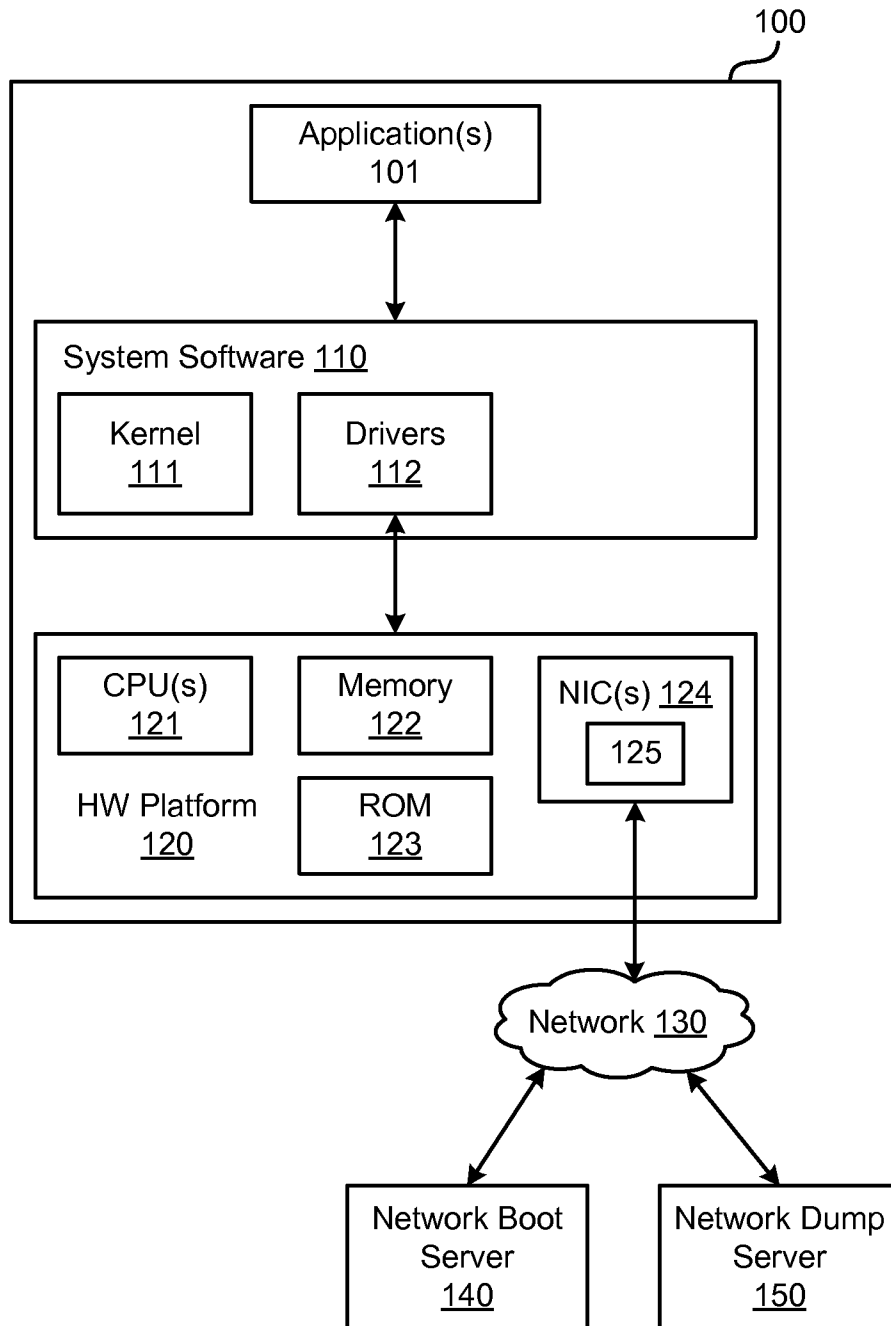 100
Application(s)
101
System Software 110
Kernel
111
Drivers
112
CPU(s)
121
Memory
122
NIC(s) 124
125
HW Platform
120
ROM
123
Network 130
Network Boot
Server
140
Network Dump
Server
150